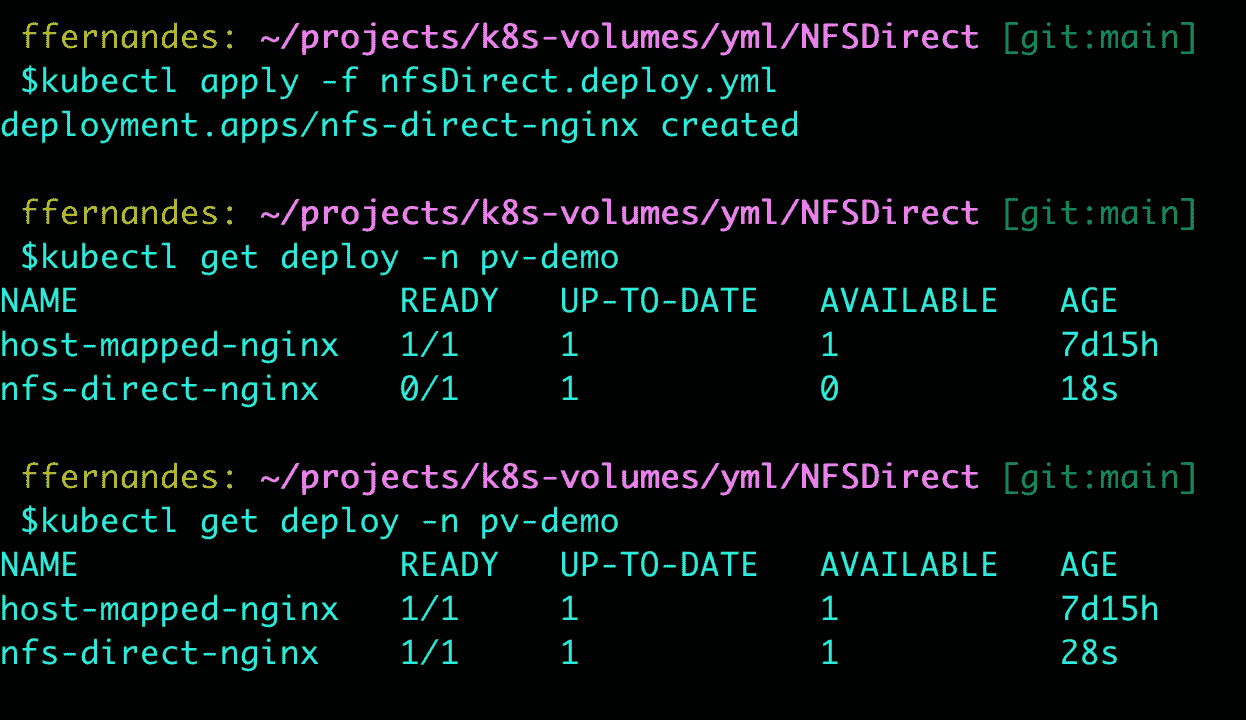 ffernandes: ~/projects/k8s-volumes/yml/NFSDirect [git:main]
$kubectl apply -f nfsDirect.deploy.yml
deployment.apps/nfs-direct-nginx created
ffernandes: ~/projects/k8s-volumes/yml/NFSDirect [git:main]
$kubectl get deploy -n pv-demo
NAME                READY   UP-TO-DATE   AVAILABLE   AGE
host-mapped-nginx   1/1     1            1           7d15h
nfs-direct-nginx    0/1     1            0           18s
ffernandes: ~/projects/k8s-volumes/yml/NFSDirect [git:main]
$kubectl get deploy -n pv-demo
NAME                READY   UP-TO-DATE   AVAILABLE   AGE
host-mapped-nginx   1/1     1            1           7d15h
nfs-direct-nginx    1/1     1            1           28s